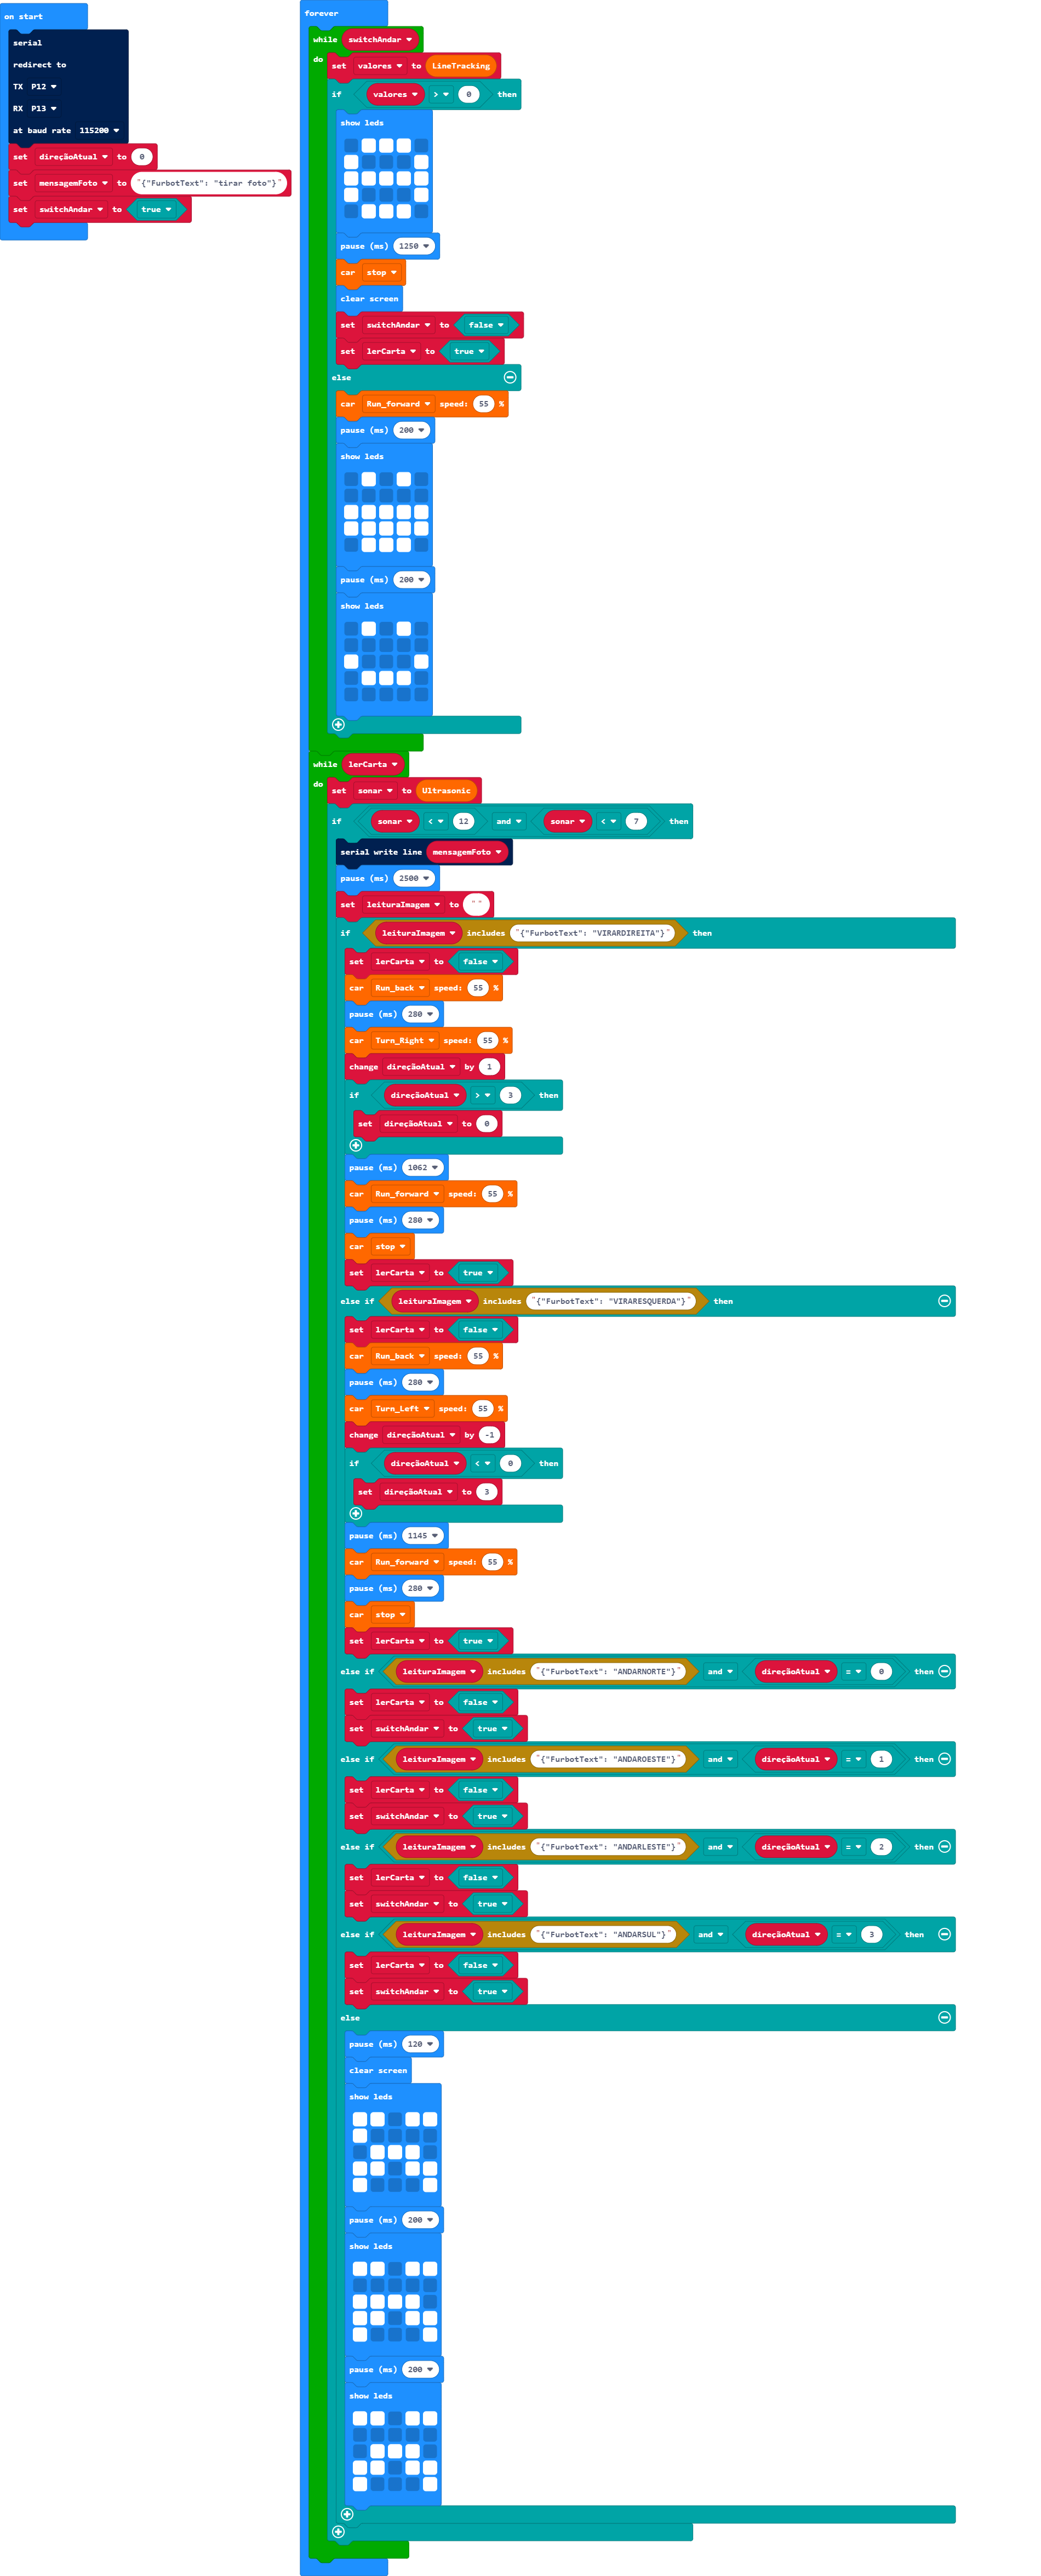 on start
serial
redirect to
TX P12
RX P13
at baud rate 115200
set direçãoAtual to 0
set mensagemFoto to "{"FurbotText": "tirar foto"}"
set switchAndar to true
forever
while switchAndar
do set valores to LineTracking
if valores > 0 then
show leds
pause (ms) 1250
car stop
clear screen
set switchAndar to false
set lerCarta to true
else
car Run_forward speed: 55 %
pause (ms) 200
show leds
pause (ms) 200
show leds
while lerCarta
do set sonar to Ultrasonic
if sonar < 12 and sonar < 7 then
serial write line mensagemFoto
pause (ms) 2500
set leituraImagem to ""
if leituraImagem includes "{"FurbotText": "VIRARDIREITA"}" then
set lerCarta to false
car Run_back speed: 55 %
pause (ms) 280
car Turn_Right speed: 55 %
change direçãoAtual by 1
if direçãoAtual > 3 then
set direçãoAtual to 0
pause (ms) 1062
car Run_forward speed: 55 %
pause (ms) 280
car stop
set lerCarta to true
else if leituraImagem includes "{"FurbotText": "VIRARESQUERDA"}" then
set lerCarta to false
car Run_back speed: 55 %
pause (ms) 280
car Turn_Left speed: 55 %
change direçãoAtual by -1
if direçãoAtual < 0 then
set direçãoAtual to 3
pause (ms) 1145
car Run_forward speed: 55 %
pause (ms) 280
car stop
set lerCarta to true
else if leituraImagem includes "{"FurbotText": "ANDARNORTE"}" and direçãoAtual = 0 then
set lerCarta to false
set switchAndar to true
else if leituraImagem includes "{"FurbotText": "ANDAROESTE"}" and direçãoAtual = 1 then
set lerCarta to false
set switchAndar to true
else if leituraImagem includes "{"FurbotText": "ANDARLESTE"}" and direçãoAtual = 2 then
set lerCarta to false
set switchAndar to true
else if leituraImagem includes "{"FurbotText": "ANDARSUL"}" and direçãoAtual = 3 then
set lerCarta to false
set switchAndar to true
else
pause (ms) 120
clear screen
show leds
pause (ms) 200
show leds
pause (ms) 200
show leds